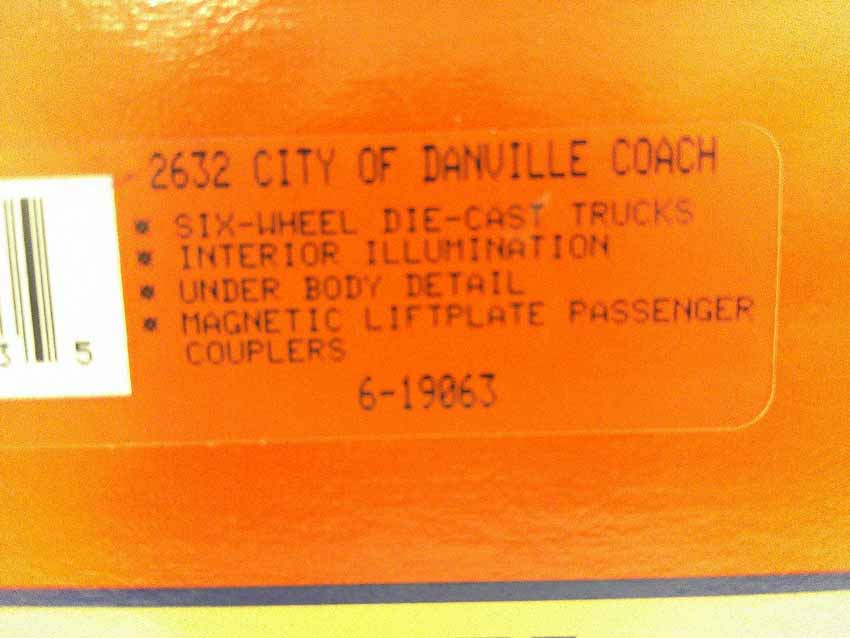 2632 CITY OF DANVILLE COACH
* SIX-WHEEL DIE-CAST TRUCKS
* INTERIOR ILLUMINATION
* UNDER BODY DETAIL
* MAGNETIC LIFTPLATE PASSENGER
COUPLERS
6-19063
3 5